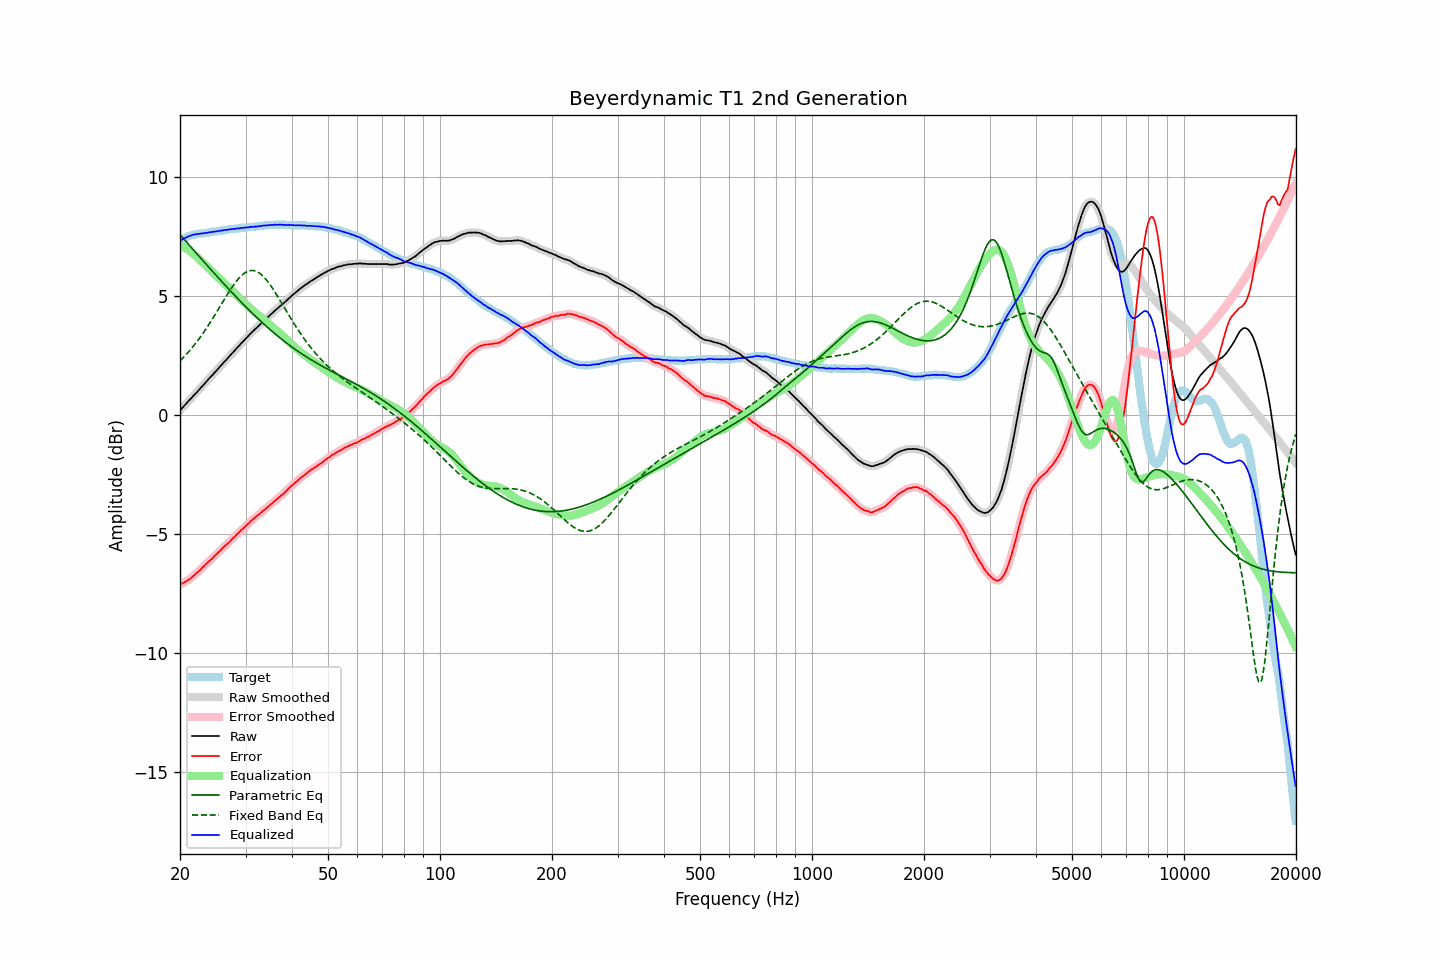 Beyerdynamic T1 2nd Generation
10
5
0
−5
−10
−15
Amplitude (dBr)
Target
Raw Smoothed
Error Smoothed
Raw
Error
Equalization
Parametric Eq
Fixed Band Eq
Equalized
20 50 100 200 500 1000 2000 5000 10000 20000
Frequency (Hz)